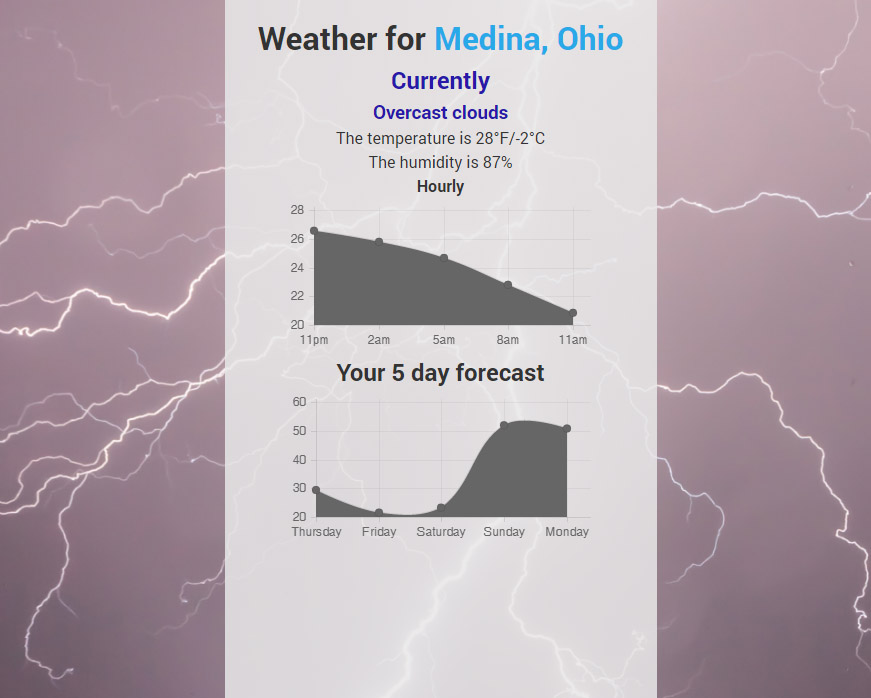 Weather for Medina, Ohio
Currently
Overcast clouds
The temperature is 28°F/-2°C
The humidity is 87%
Hourly
28
26
24
22
20
11pm 2am 5am 8am 11am
Your 5 day forecast
60
50
40
30
20
Thursday Friday Saturday Sunday Monday